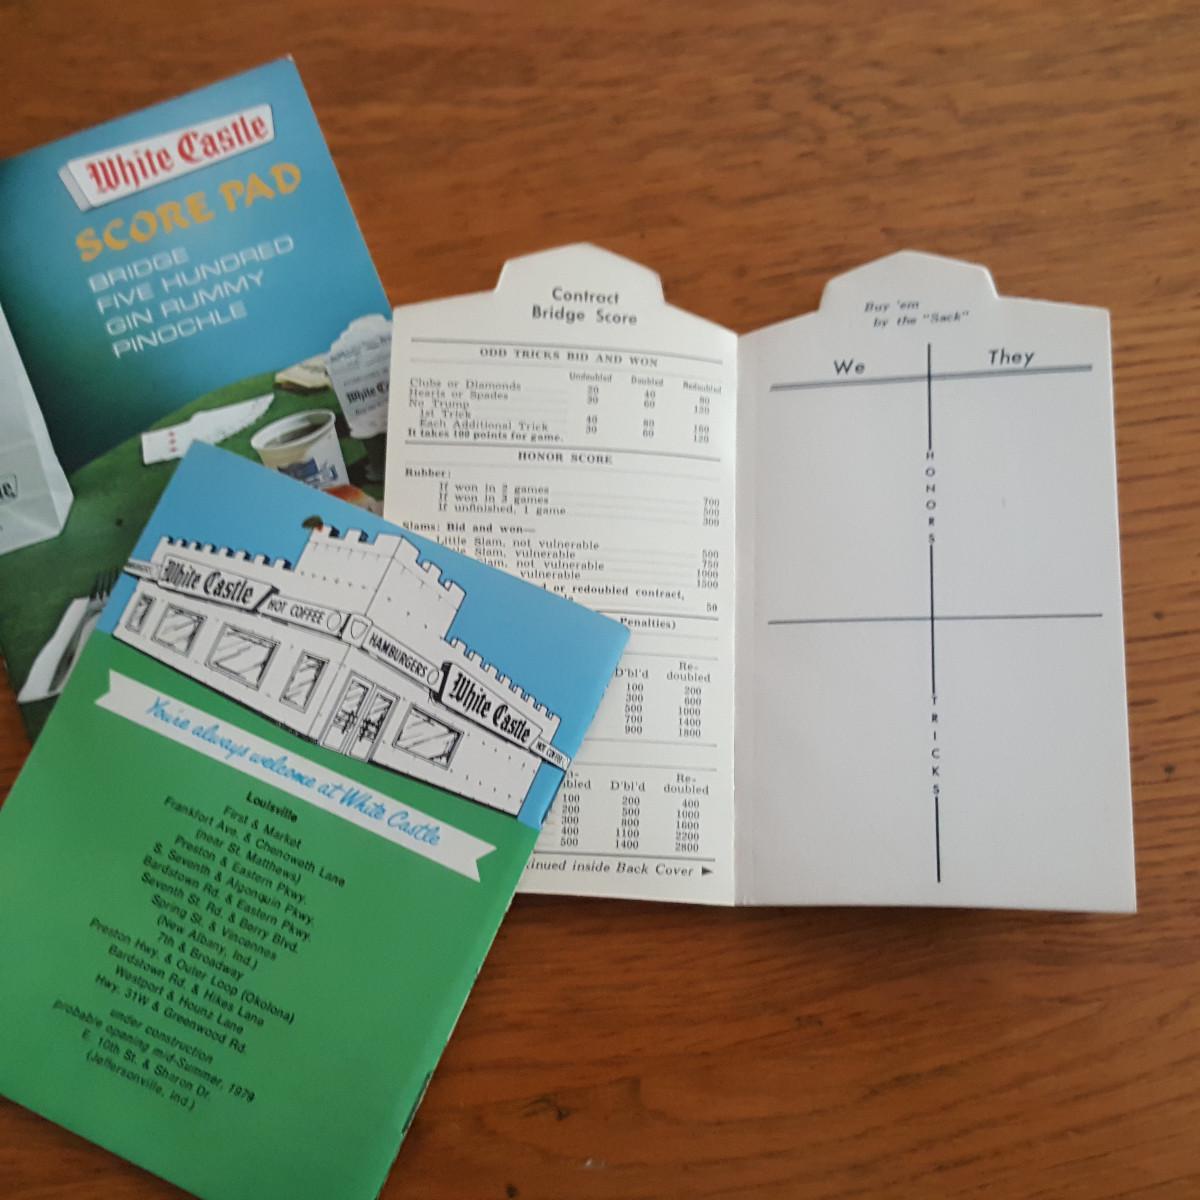 White Castle
SCORE PAD
BRIDGE
FIVE HUNDRED
GIN RUMMY
PINOCHLE
White
Contract
Bridge Score
ODD TRICKS BID AND WON
Undoubled Doubled Redoubled
Clubs or Diamonds 20 40 80
Hearts or Spades 30 60 120
No Trump
1st Trick 40 80 160
Each Additional Trick 30 60 120
It takes 100 points for game.
HONOR SCORE
Rubber:
If won in 2 games 700
If won in 3 games 500
If unfinished, 1 game 300
Slams: Bid and won—
Little Slam, not vulnerable 500
Slam, vulnerable 750
Slam, not vulnerable 1000
vulnerable 1500
or redoubled contract,
50
Penalties)
D'bl'd Re-
doubled
100 200
300 600
500 1000
700 1400
900 1800
D'bl'd Re-
doubled
100 200 400
200 500 1000
300 800 1600
400 1100 2200
500 1400 2800
inside Back Cover ►
Buy 'em
by the "Sack"
We They
HONORS
TRICKS
White Castle
HOT COFFEE
HAMBURGERS
White Castle
HOT COFFEE
You're always welcome at White Castle
Louisville
First & Market
Frankfort Ave. & Chenoweth Lane
(near St. Matthews)
Preston & Eastern Pkwy.
S. Seventh & Algonquin Pkwy.
Bardstown Rd. & Eastern Pkwy.
Seventh St. Rd. & Berry Blvd.
Spring St. & Vincennes
(New Albany, Ind.)
7th & Broadway
Preston Hwy. & Outer Loop (Okolona)
Bardstown Rd. & Hikes Lane
Westport & Hounz Lane
Hwy. 31W & Greenwood Rd.
under construction
probable opening mid-Summer, 1979
E. 10th St. & Sharon Dr.
(Jeffersonville, Ind.)